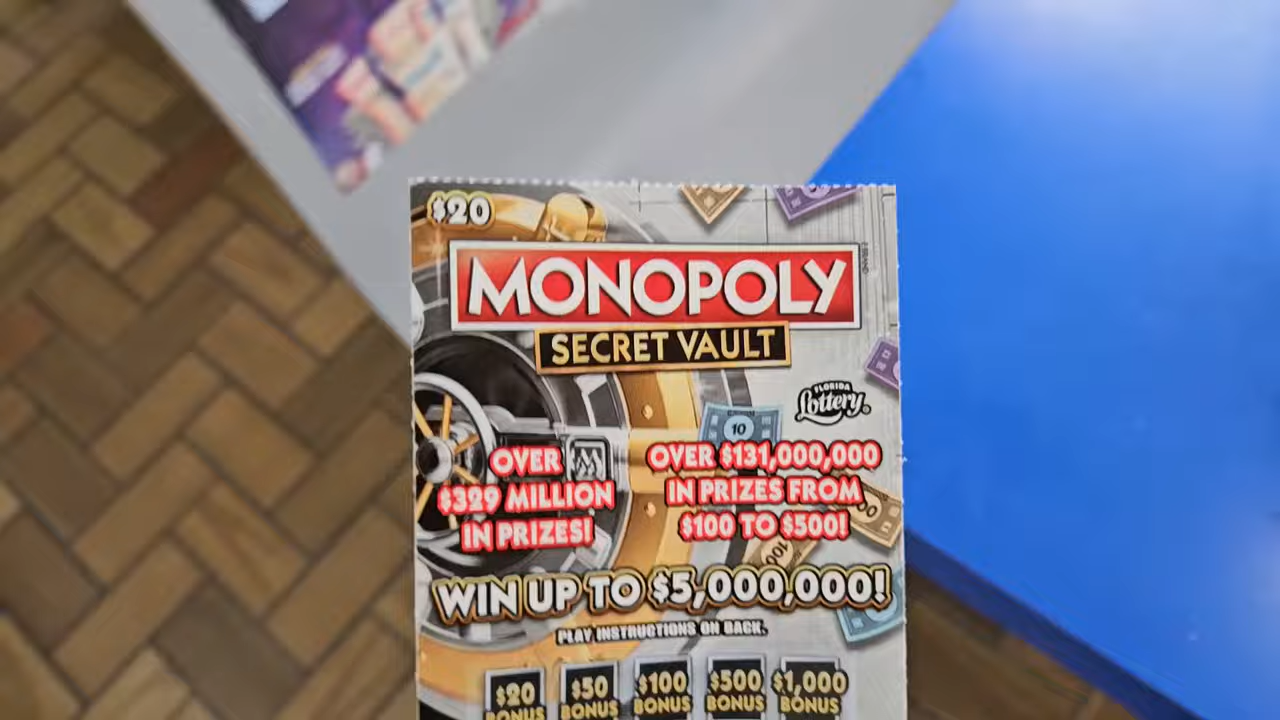 $20
MONOPOLY
SECRET VAULT
FLORIDA
Lottery
10
OVER
$329 MILLION
IN PRIZES!
OVER $131,000,000
IN PRIZES FROM
$100 TO $500!
100
WIN UP TO $5,000,000!
PLAY INSTRUCTIONS ON BACK.
$20 BONUS
$50 BONUS
$100 BONUS
$500 BONUS
$1,000 BONUS